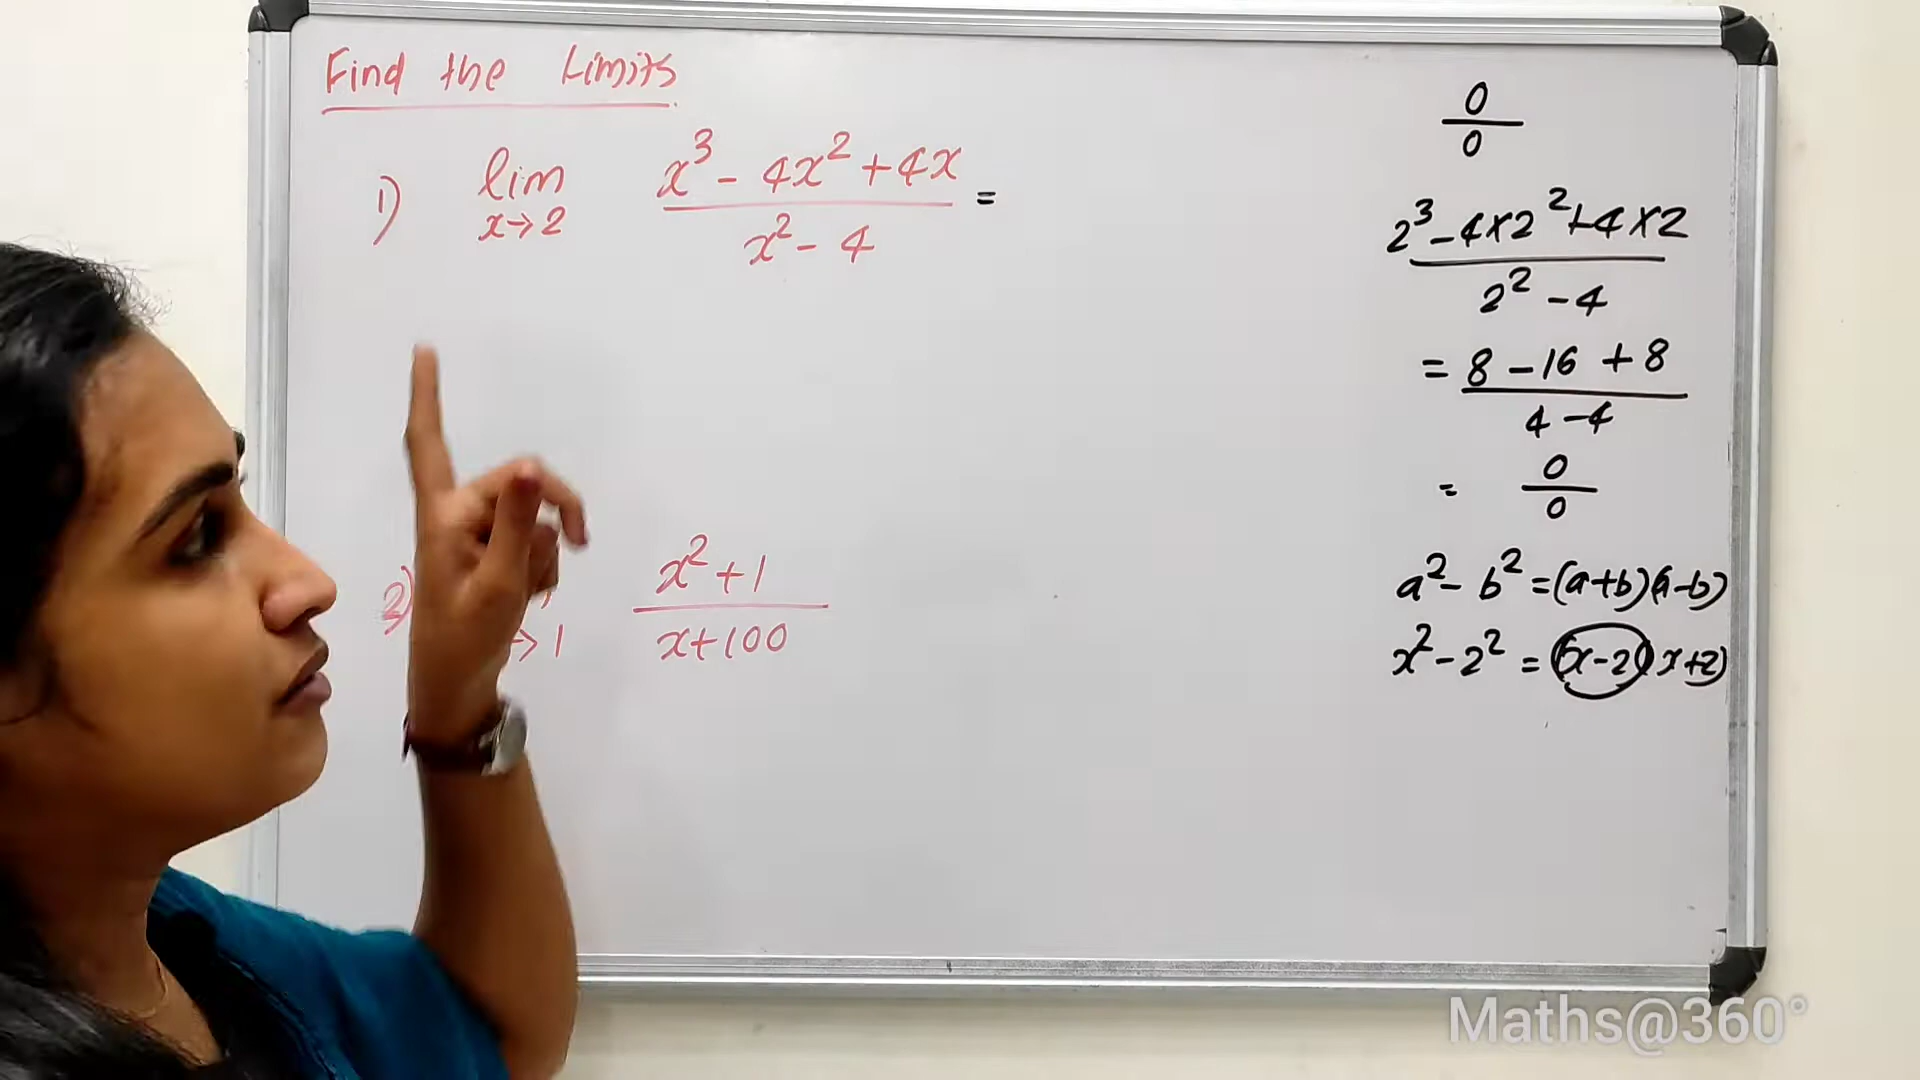 Find the Limits
1) lim x→2 x³ - 4x² + 4x / x² - 4 =
2) →1 x² + 1 / x + 100
0/0
2³ - 4×2² + 4×2 / 2² - 4
= 8 - 16 + 8 / 4 - 4
= 0/0
a² - b² = (a+b)(a-b)
x² - 2² = (x-2)(x+2)
Maths@360°